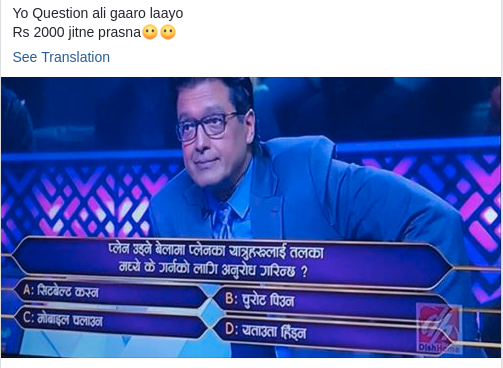 Yo Question ali gaaro laayo
Rs 2000 jitne prasna😶😶
See Translation
प्लेन उड्ने बेलामा प्लेनका यात्रुहरुलाई तलका
मध्ये के गर्नको लागि अनुरोध गरिन्छ ?
A: सिटबेल्ट कस्न
B: चुरोट पिउन
C: मोबाइल चलाउन
D: यताउता हिँड्न
DishHome